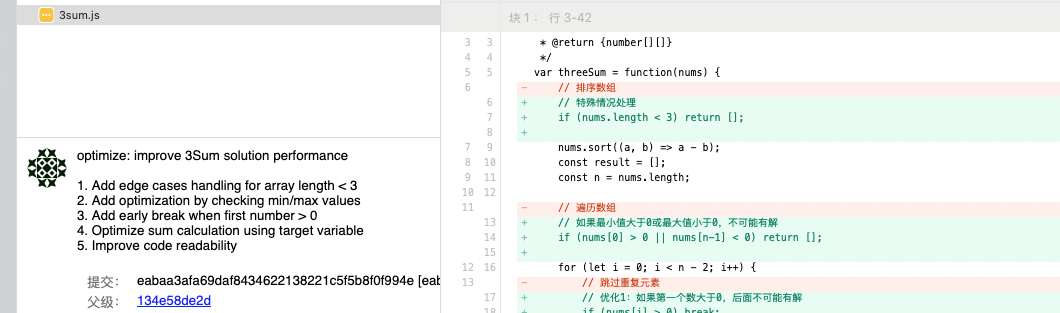 3sum.js
optimize: improve 3Sum solution performance
1. Add edge cases handling for array length < 3
2. Add optimization by checking min/max values
3. Add early break when first number > 0
4. Optimize sum calculation using target variable
5. Improve code readability
提交： eabaa3afa69daf8434622138221c5f5b8f0f994e [eab
父级： 134e58de2d
块 1： 行 3-42
3 3 * @return {number[][]}
4 4 */
5 5 var threeSum = function(nums) {
6 - // 排序数组
6 + // 特殊情况处理
7 + if (nums.length < 3) return [];
8 +
7 9 nums.sort((a, b) => a - b);
8 10 const result = [];
9 11 const n = nums.length;
10 12
11 - // 遍历数组
13 + // 如果最小值大于0或最大值小于0，不可能有解
14 + if (nums[0] > 0 || nums[n-1] < 0) return [];
15 +
12 16 for (let i = 0; i < n - 2; i++) {
13 - // 跳过重复元素
17 + // 优化1：如果第一个数大于0，后面不可能有解
18 + if (nums[i] > 0) break;